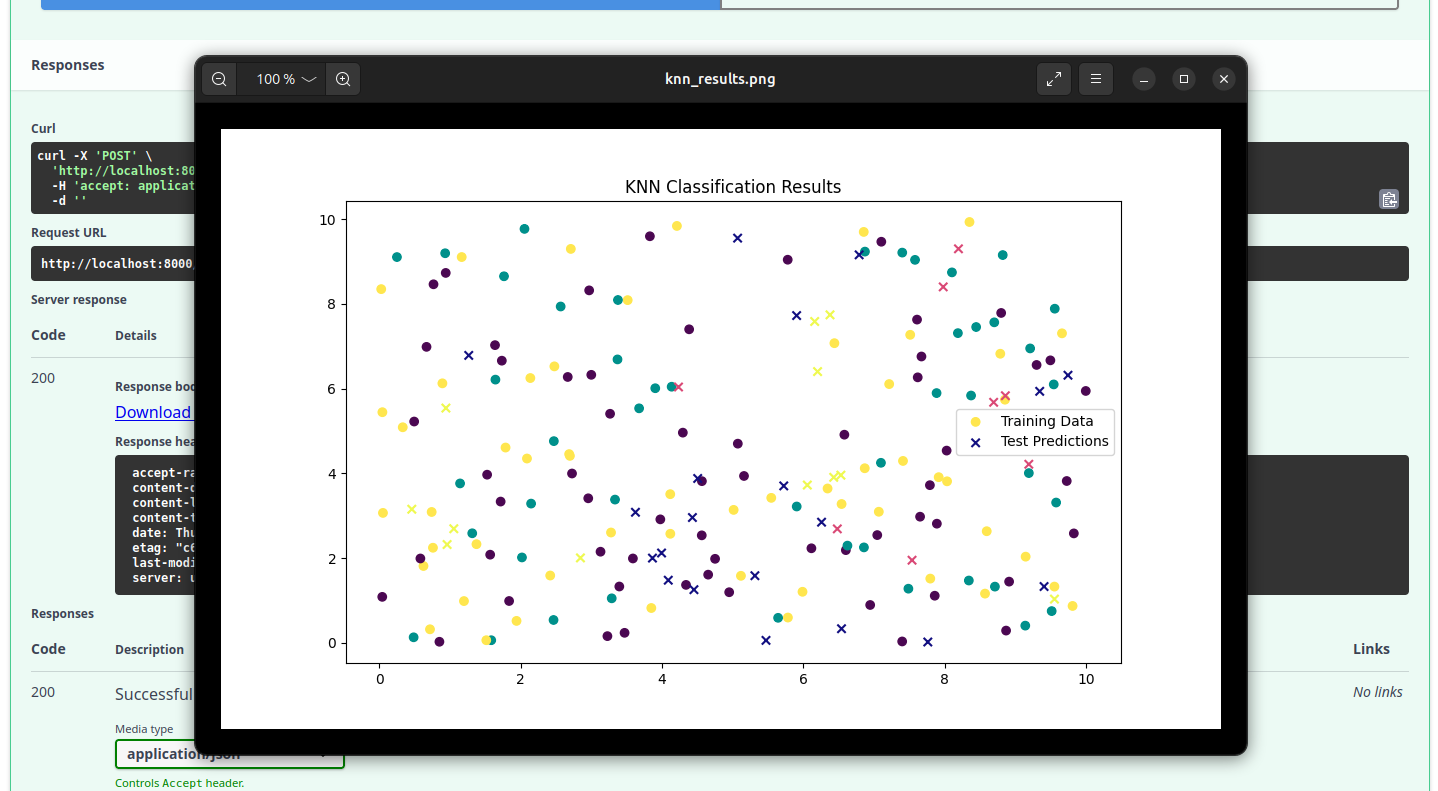 Responses
100 %
knn_results.png
Curl
curl -X 'POST' \
'http://localhost:80
-H 'accept: applicat
-d ''
Request URL
http://localhost:8000
Server response
Code
Details
200
Response bod
Download
Response hea
accept-ra
content-d
content-l
content-t
date: Thu
etag: "c6
last-modi
server: u
Responses
Code
Description
Links
200
Successful
No links
Media type
application/json
Controls Accept header.
KNN Classification Results
10
8
6
4
2
0
Training Data
Test Predictions
0
2
4
6
8
10